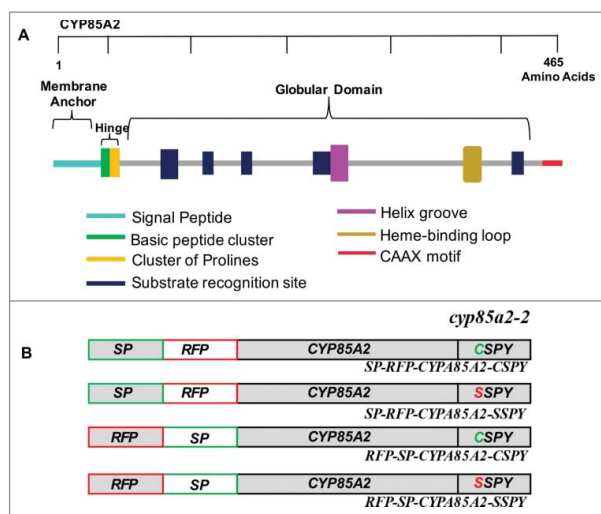 A
CYP85A2
1
465
Amino Acids
Membrane
Anchor
Hinge
Globular Domain
Signal Peptide
Basic peptide cluster
Cluster of Prolines
Substrate recognition site
Helix groove
Heme-binding loop
CAAX motif
cyp85a2-2
B
SP RFP CYP85A2 CSPY
SP-RFP-CYPA85A2-CSPY
SP RFP CYP85A2 SSPY
SP-RFP-CYPA85A2-SSPY
RFP SP CYP85A2 CSPY
RFP-SP-CYPA85A2-CSPY
RFP SP CYP85A2 SSPY
RFP-SP-CYPA85A2-SSPY